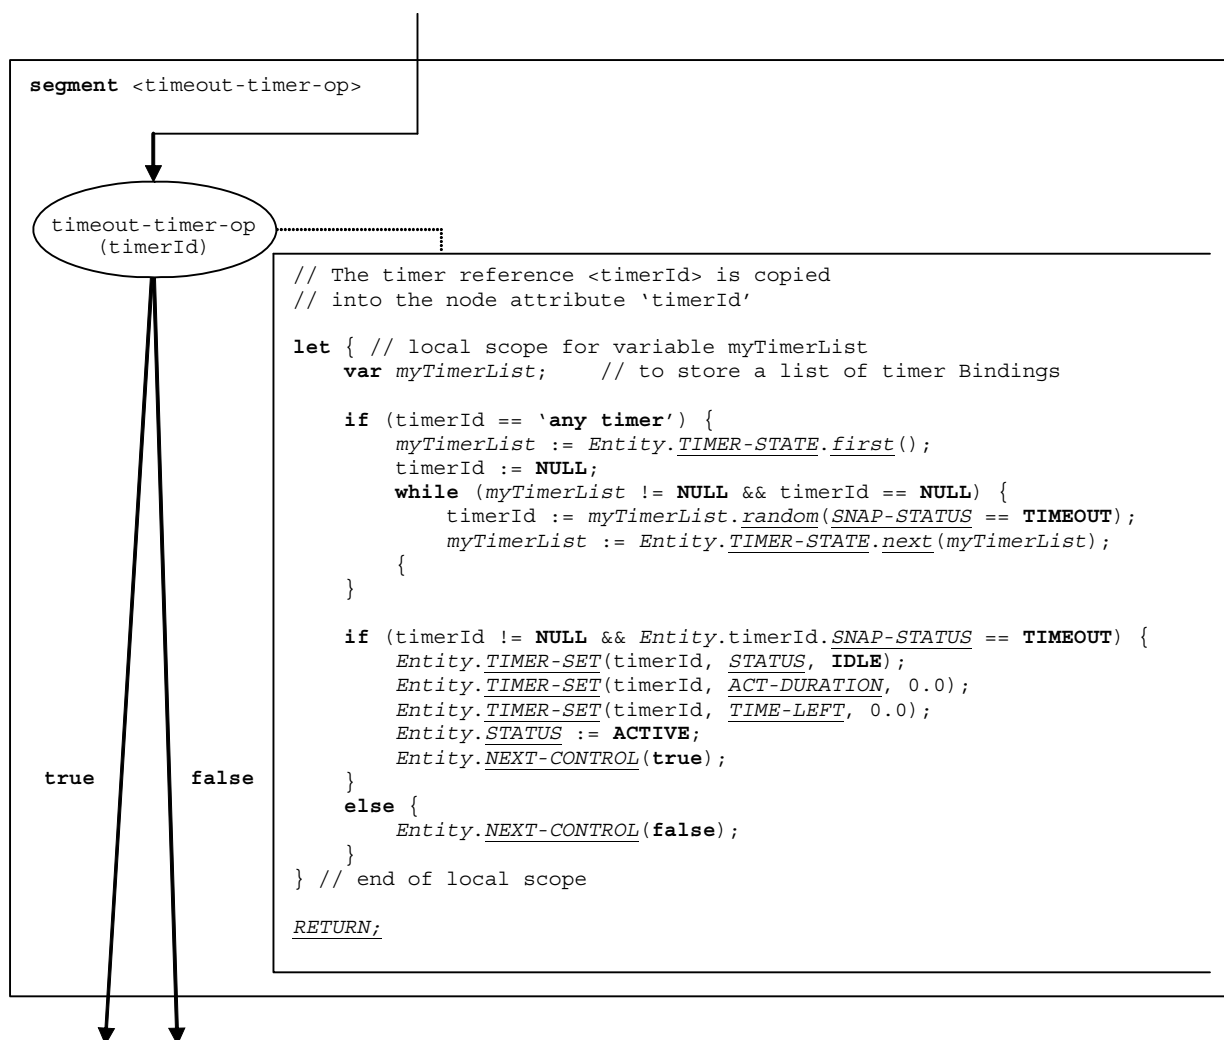 segment <timeout-timer-op>
timeout-timer-op
(timerId)
// The timer reference <timerId> is copied
// into the node attribute ‘timerId’
let { // local scope for variable myTimerList
var myTimerList; // to store a list of timer Bindings
if (timerId == ‘any timer’) {
myTimerList := Entity.TIMER-STATE.first();
timerId := NULL;
while (myTimerList != NULL && timerId == NULL) {
timerId := myTimerList.random(SNAP-STATUS == TIMEOUT);
myTimerList := Entity.TIMER-STATE.next(myTimerList);
{
}
if (timerId != NULL && Entity.timerId.SNAP-STATUS == TIMEOUT) {
Entity.TIMER-SET(timerId, STATUS, IDLE);
Entity.TIMER-SET(timerId, ACT-DURATION, 0.0);
Entity.TIMER-SET(timerId, TIME-LEFT, 0.0);
Entity.STATUS := ACTIVE;
Entity.NEXT-CONTROL(true);
}
else {
Entity.NEXT-CONTROL(false);
}
} // end of local scope
RETURN;
true
false